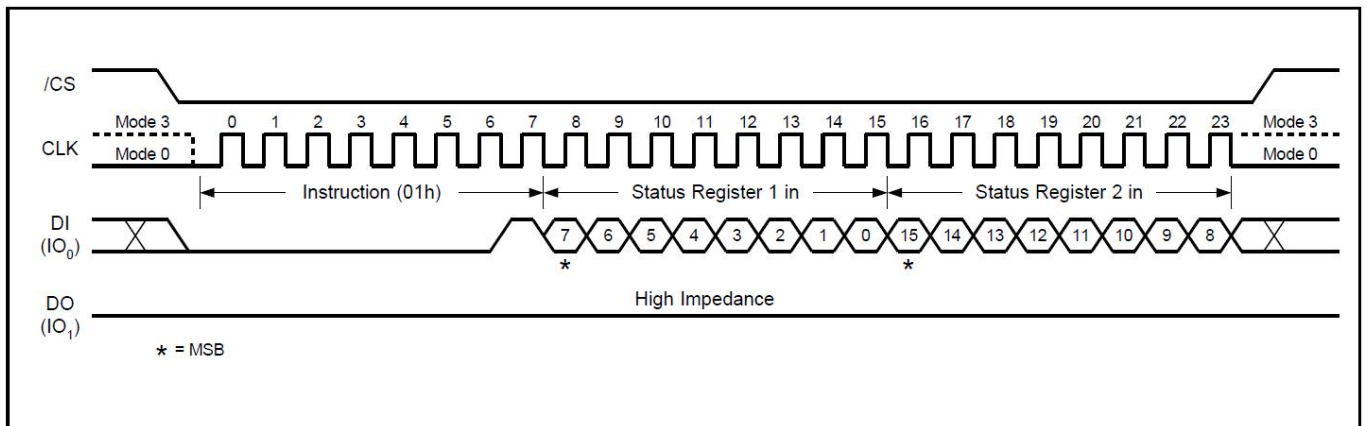 /CS
Mode 3 0 1 2 3 4 5 6 7 8 9 10 11 12 13 14 15 16 17 18 19 20 21 22 23 Mode 3
CLK
Mode 0 Mode 0
Instruction (01h) Status Register 1 in Status Register 2 in
DI
(IO0) 7 6 5 4 3 2 1 0 15 14 13 12 11 10 9 8
* *
DO High Impedance
(IO1)
* = MSB